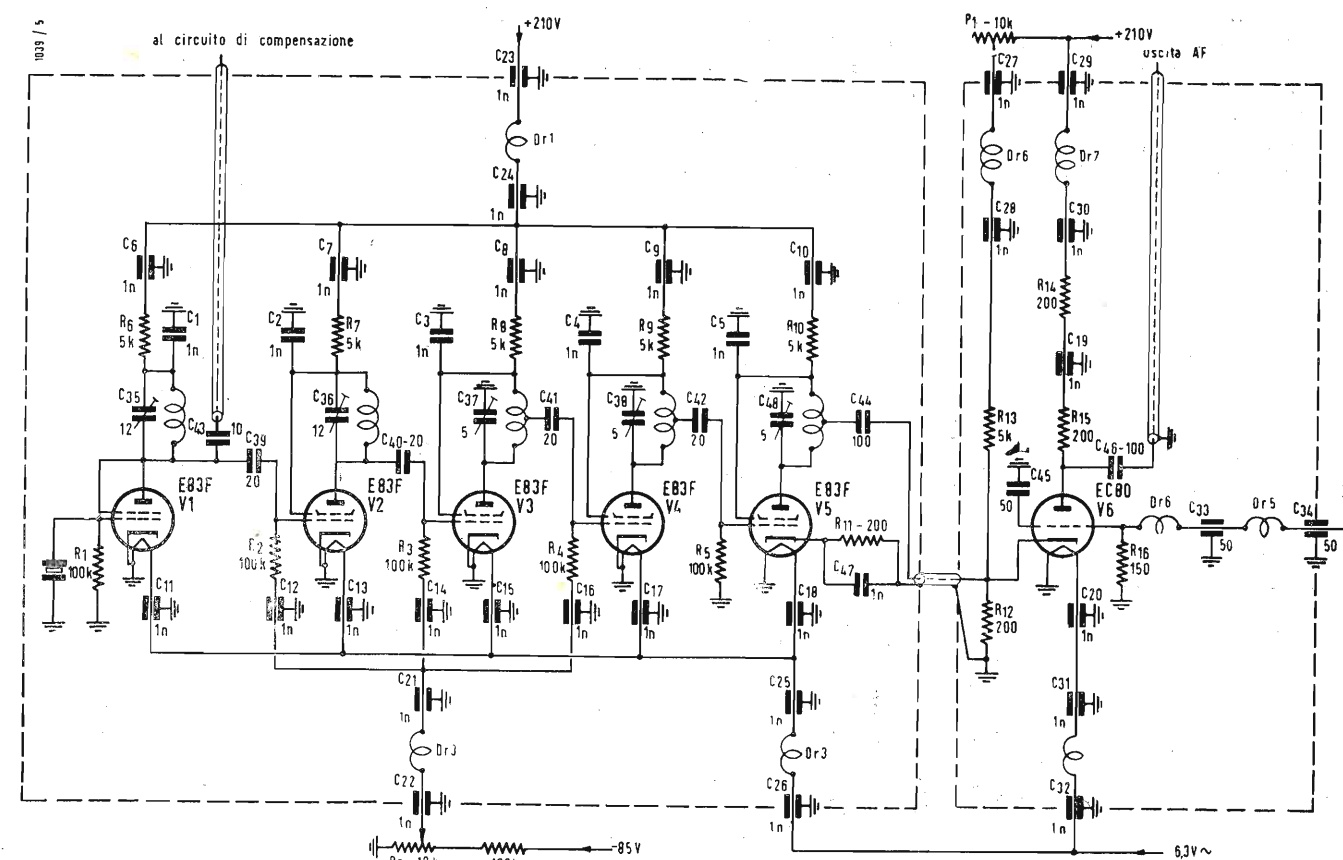 1039 / 5
al circuito di compensazione
+210V
P1 - 10k
+210V
uscita AF
C23
1n
C27
1n
C29
1n
Dr1
Dr6
Dr7
C24
1n
C28
1n
C30
1n
C6
1n
C7
1n
C8
1n
C9
1n
C10
1n
R14
200
R6
5k
C1
1n
C2
1n
R7
5k
C3
1n
R8
5k
C4
1n
R9
5k
C5
1n
R10
5k
C19
1n
C35
12
C43
10
C36
12
C37
5
C41
20
C38
5
C42
20
C48
5
C44
100
R13
5k
R15
200
C39
20
C40-20
C46-100
E83F
V1
E83F
V2
E83F
V3
E83F
V4
E83F
V5
C45
50
EC80
V6
Dr6
C33
50
Dr5
C34
50
R1
100k
R2
100k
R3
100k
R4
100k
R5
100k
R11-200
C47
1n
R16
150
C11
1n
C12
1n
C13
1n
C14
1n
C15
1n
C16
1n
C17
1n
C18
1n
R12
200
C20
1n
C21
1n
C25
1n
C31
1n
Dr3
Dr3
C22
1n
C26
1n
C32
1n
-85V
6,3V~